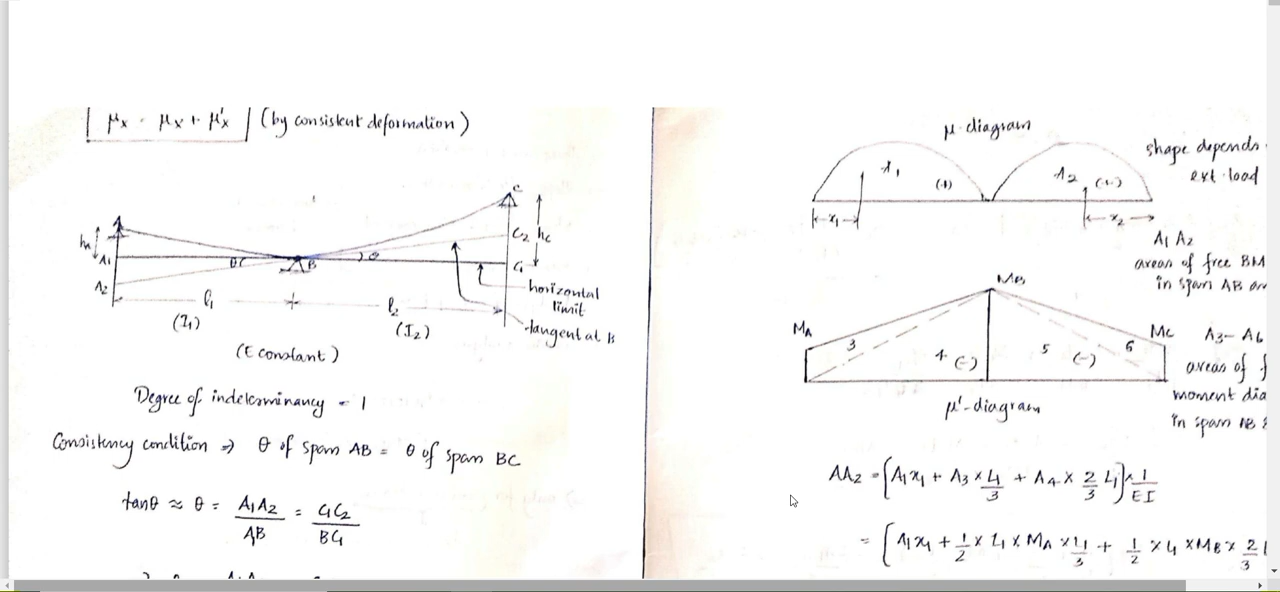 μx = μx + μ'x (by consistent deformation)
A
C
hA
A1
A2
θ
B
θ
C2
hc
C1
l1
l2
(I1)
(I2)
horizontal
limit
tangent at B
(E constant)
Degree of indeterminancy = 1
Consistency condition ⇒ θ of span AB = θ of span BC
tanθ ≈ θ = A1A2/AB = C1C2/BC1
μ-diagram
A1
(+)
A2
(+)
x1
x2
shape depends
ext. load
A1 A2
areas of free BM
in span AB
MB
MA
MC
3
4 (-)
5 (-)
6
μ'-diagram
A3-A6
areas of
moment dia
in span AB
AA2 = [A1x1 + A3 × L1/3 + A4 × 2/3 L1] × 1/EI
= [A1x1 + 1/2 × L1 × MA × L1/3 + 1/2 × L1 × MB × 2/3